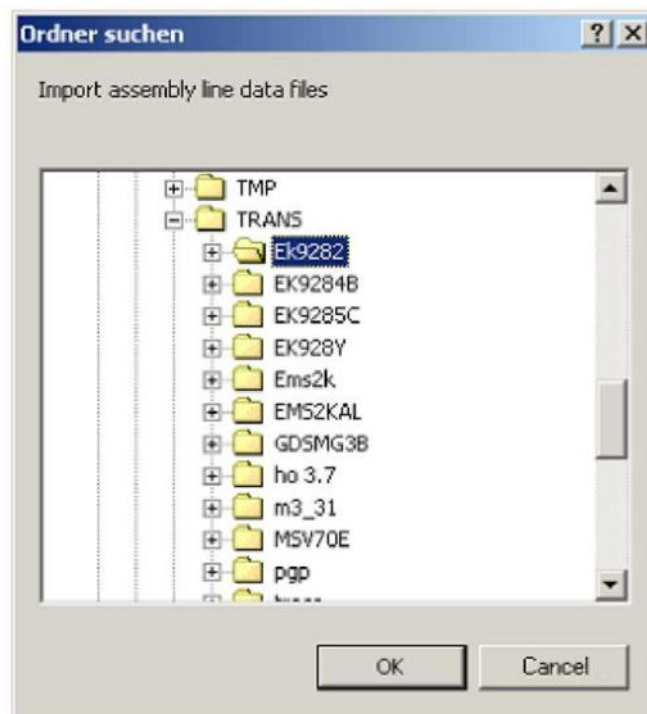 Ordner suchen
Import assembly line data files
TMP
TRANS
Ek9282
EK9284B
EK9285C
EK928Y
Ems2k
EMS2KAL
GDSMG3B
ho 3.7
m3_31
MSV70E
pgp
OK
Cancel